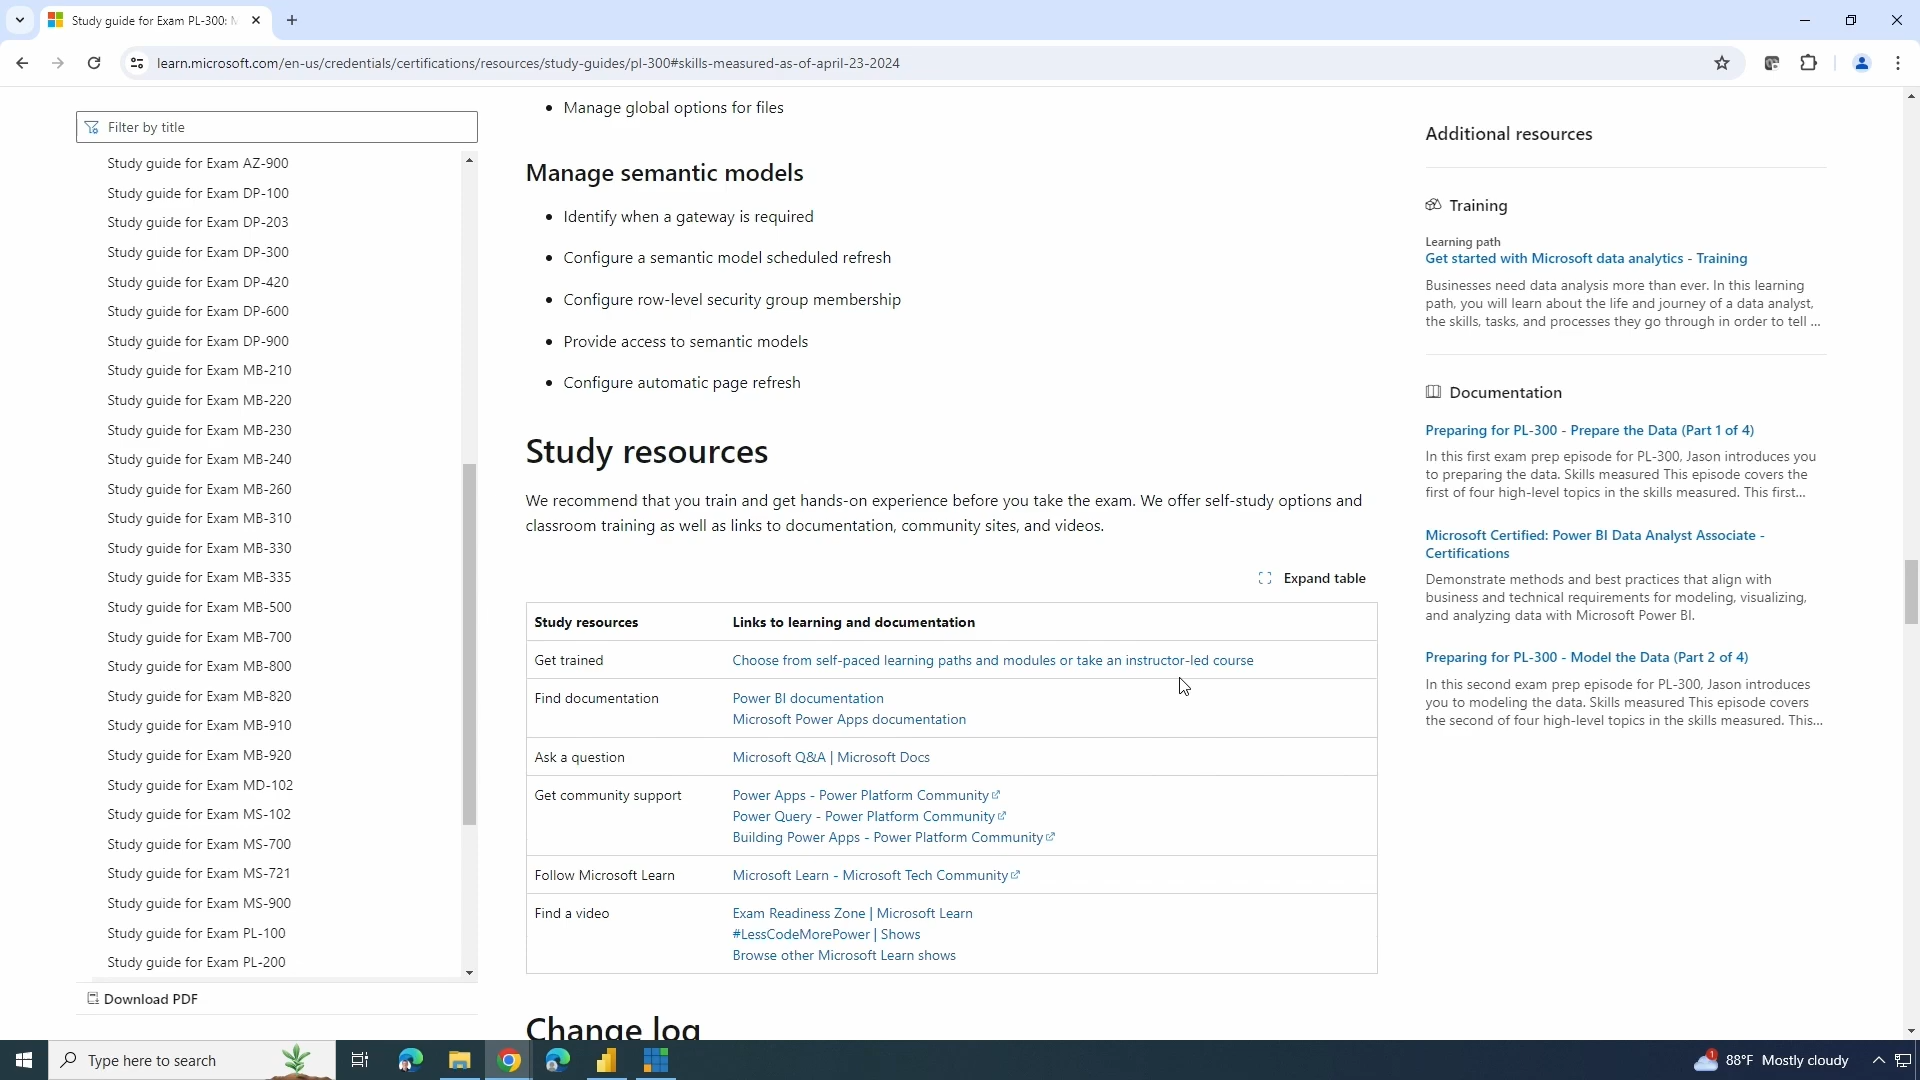 Study guide for Exam PL-300: M
learn.microsoft.com/en-us/credentials/certifications/resources/study-guides/pl-300#skills-measured-as-of-april-23-2024
Filter by title
Study guide for Exam AZ-900
Study guide for Exam DP-100
Study guide for Exam DP-203
Study guide for Exam DP-300
Study guide for Exam DP-420
Study guide for Exam DP-600
Study guide for Exam DP-900
Study guide for Exam MB-210
Study guide for Exam MB-220
Study guide for Exam MB-230
Study guide for Exam MB-240
Study guide for Exam MB-260
Study guide for Exam MB-310
Study guide for Exam MB-330
Study guide for Exam MB-335
Study guide for Exam MB-500
Study guide for Exam MB-700
Study guide for Exam MB-800
Study guide for Exam MB-820
Study guide for Exam MB-910
Study guide for Exam MB-920
Study guide for Exam MD-102
Study guide for Exam MS-102
Study guide for Exam MS-700
Study guide for Exam MS-721
Study guide for Exam MS-900
Study guide for Exam PL-100
Study guide for Exam PL-200
Download PDF
Manage global options for files
Manage semantic models
Identify when a gateway is required
Configure a semantic model scheduled refresh
Configure row-level security group membership
Provide access to semantic models
Configure automatic page refresh
Study resources
We recommend that you train and get hands-on experience before you take the exam. We offer self-study options and
classroom training as well as links to documentation, community sites, and videos.
Expand table
Study resources Links to learning and documentation
Get trained Choose from self-paced learning paths and modules or take an instructor-led course
Find documentation Power BI documentation
Microsoft Power Apps documentation
Ask a question Microsoft Q&A | Microsoft Docs
Get community support Power Apps - Power Platform Community
Power Query - Power Platform Community
Building Power Apps - Power Platform Community
Follow Microsoft Learn Microsoft Learn - Microsoft Tech Community
Find a video Exam Readiness Zone | Microsoft Learn
#LessCodeMorePower | Shows
Browse other Microsoft Learn shows
Change log
Additional resources
Training
Learning path
Get started with Microsoft data analytics - Training
Businesses need data analysis more than ever. In this learning
path, you will learn about the life and journey of a data analyst,
the skills, tasks, and processes they go through in order to tell ...
Documentation
Preparing for PL-300 - Prepare the Data (Part 1 of 4)
In this first exam prep episode for PL-300, Jason introduces you
to preparing the data. Skills measured This episode covers the
first of four high-level topics in the skills measured. This first...
Microsoft Certified: Power BI Data Analyst Associate -
Certifications
Demonstrate methods and best practices that align with
business and technical requirements for modeling, visualizing,
and analyzing data with Microsoft Power BI.
Preparing for PL-300 - Model the Data (Part 2 of 4)
In this second exam prep episode for PL-300, Jason introduces
you to modeling the data. Skills measured This episode covers
the second of four high-level topics in the skills measured. This...
Type here to search
1
88°F Mostly cloudy